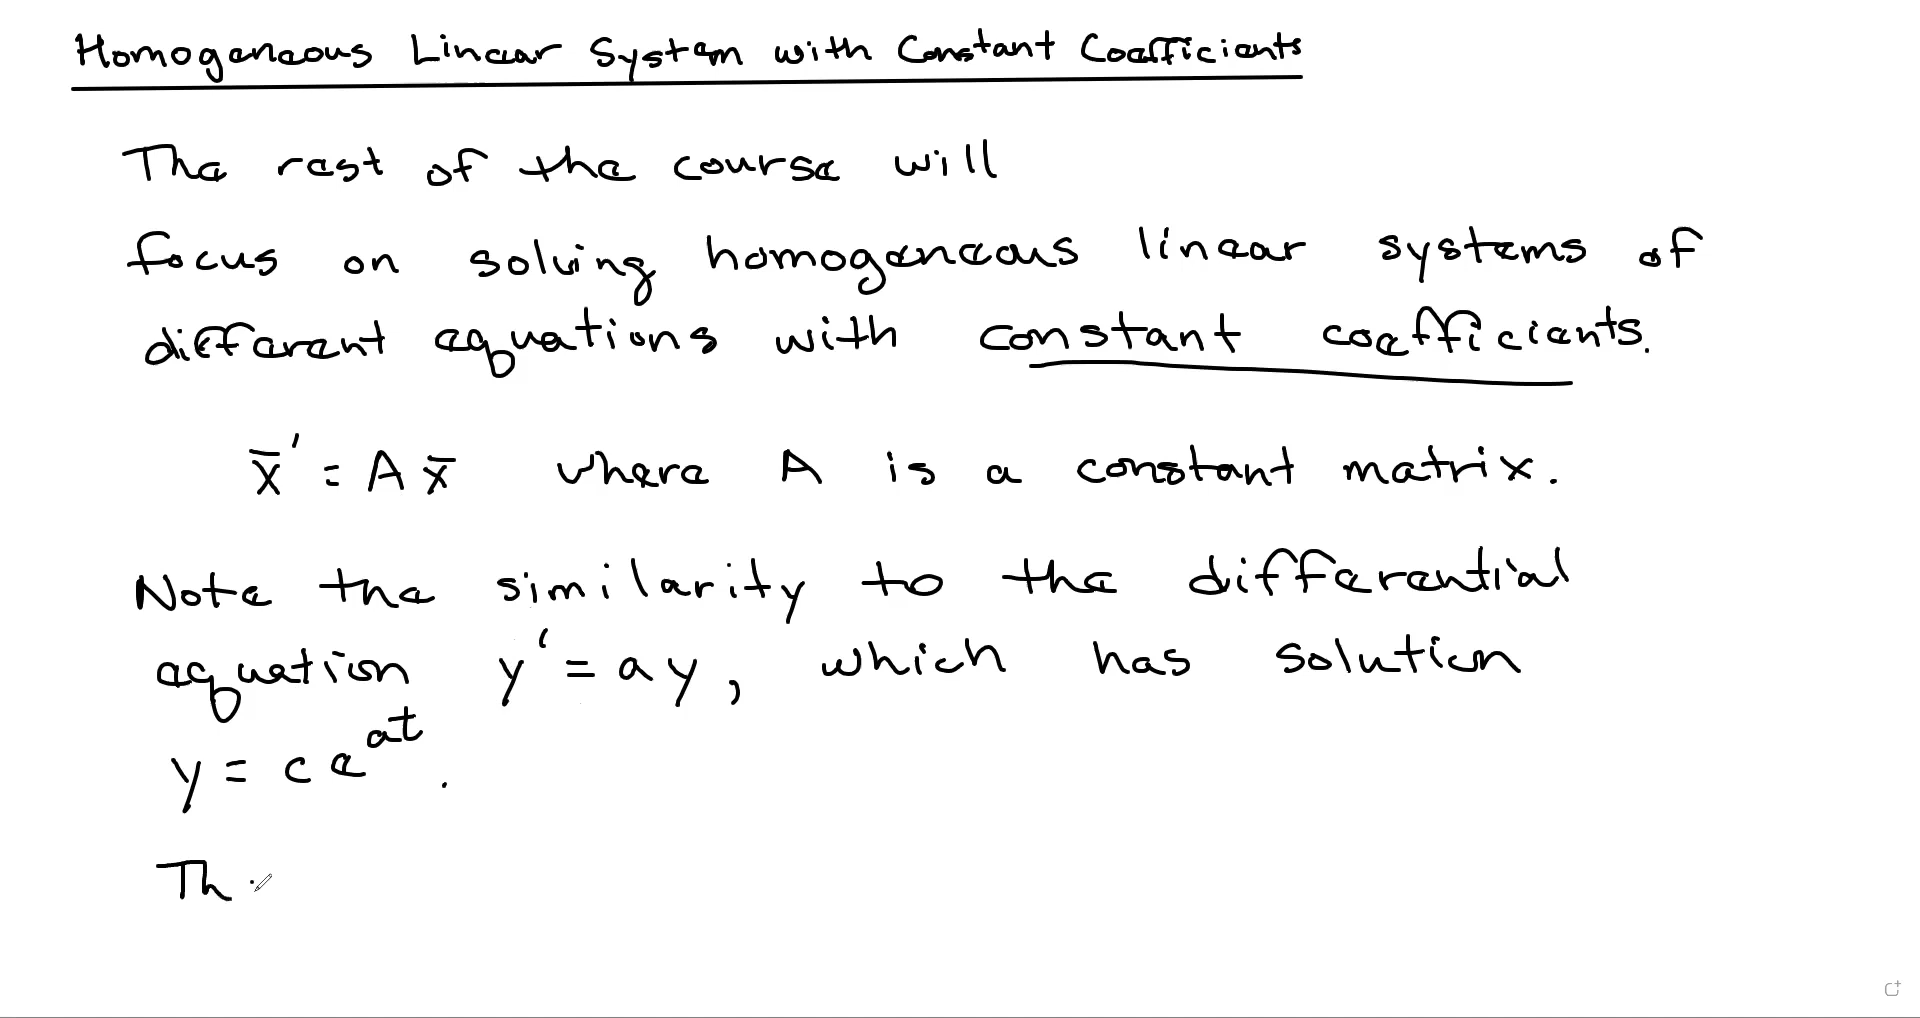 Homogeneous Linear System with Constant Coefficients
The rest of the course will
focus on solving homogeneous linear systems of
different equations with constant coefficients.
x̄' = A x̄ where A is a constant matrix.
Note the similarity to the differential
equation y' = ay, which has solution
y = c e^{at}.
Th